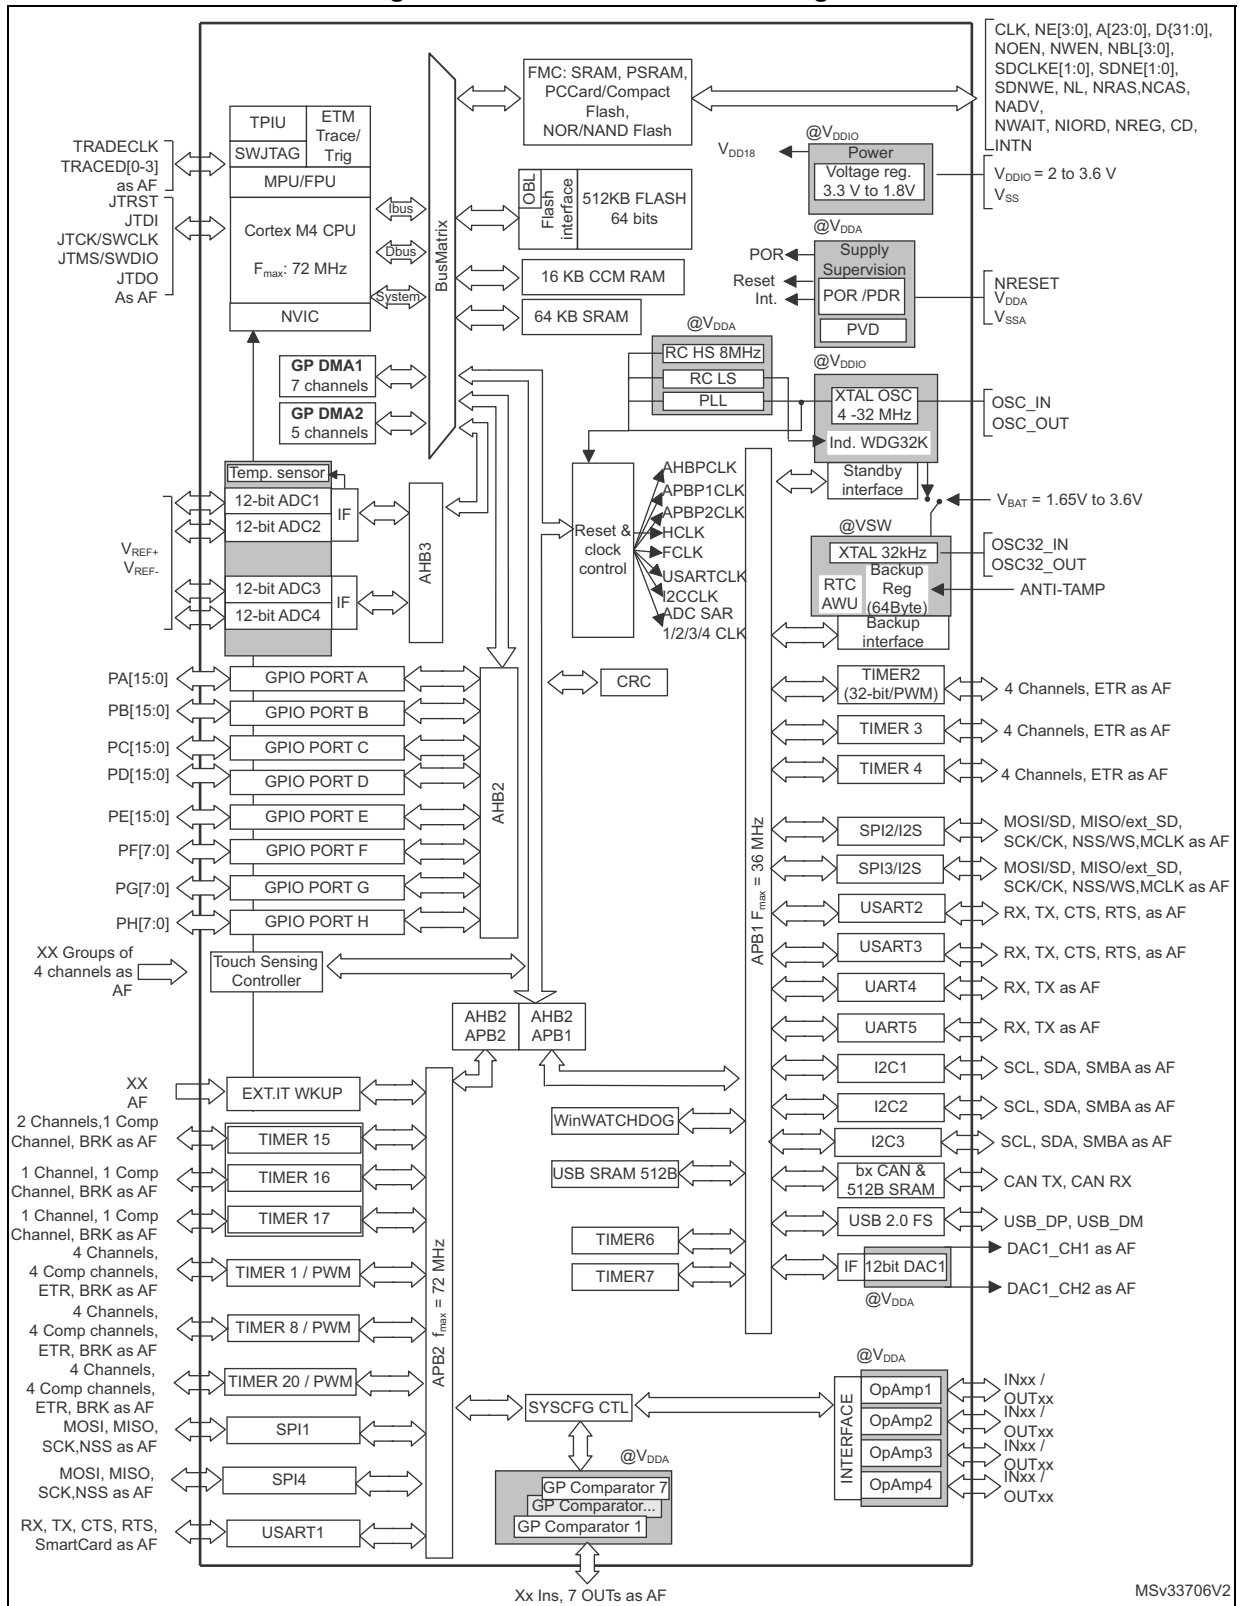 CLK, NE[3:0], A[23:0], D{31:0],
NOEN, NWEN, NBL[3:0],
SDCLKE[1:0], SDNE[1:0],
SDNWE, NL, NRAS,NCAS,
NADV,
NWAIT, NIORD, NREG, CD,
INTN
FMC: SRAM, PSRAM,
PCCard/Compact
Flash,
NOR/NAND Flash
TPIU
ETM
Trace/
Trig
SWJTAG
MPU/FPU
Cortex M4 CPU
Fmax: 72 MHz
NVIC
TRADECLK
TRACED[0-3]
as AF
JTRST
JTDI
JTCK/SWCLK
JTMS/SWDIO
JTDO
As AF
Ibus
Dbus
System
BusMatrix
OBL
Flash
interface
512KB FLASH
64 bits
16 KB CCM RAM
64 KB SRAM
@VDDIO
VDD18
Power
Voltage reg.
3.3 V to 1.8V
VDDIO = 2 to 3.6 V
VSS
@VDDA
POR
Reset
Int.
Supply
Supervision
POR /PDR
PVD
NRESET
VDDA
VSSA
@VDDA
RC HS 8MHz
RC LS
PLL
@VDDIO
XTAL OSC
4 -32 MHz
Ind. WDG32K
OSC_IN
OSC_OUT
Standby
interface
VBAT = 1.65V to 3.6V
@VSW
XTAL 32kHz
RTC
AWU
Backup
Reg
(64Byte)
Backup
interface
OSC32_IN
OSC32_OUT
ANTI-TAMP
GP DMA1
7 channels
GP DMA2
5 channels
Temp. sensor
12-bit ADC1
12-bit ADC2
IF
VREF+
VREF-
12-bit ADC3
12-bit ADC4
IF
AHB3
Reset &
clock
control
AHBPCLK
APBP1CLK
APBP2CLK
HCLK
FCLK
USARTCLK
I2CCLK
ADC SAR
1/2/3/4 CLK
CRC
PA[15:0]
GPIO PORT A
PB[15:0]
GPIO PORT B
PC[15:0]
GPIO PORT C
PD[15:0]
GPIO PORT D
PE[15:0]
GPIO PORT E
PF[7:0]
GPIO PORT F
PG[7:0]
GPIO PORT G
PH[7:0]
GPIO PORT H
AHB2
XX Groups of
4 channels as
AF
Touch Sensing
Controller
AHB2
APB2
AHB2
APB1
APB1 Fmax = 36 MHz
TIMER2
(32-bit/PWM)
4 Channels, ETR as AF
TIMER 3
4 Channels, ETR as AF
TIMER 4
4 Channels, ETR as AF
SPI2/I2S
MOSI/SD, MISO/ext_SD,
SCK/CK, NSS/WS,MCLK as AF
SPI3/I2S
MOSI/SD, MISO/ext_SD,
SCK/CK, NSS/WS,MCLK as AF
USART2
RX, TX, CTS, RTS, as AF
USART3
RX, TX, CTS, RTS, as AF
UART4
RX, TX as AF
UART5
RX, TX as AF
I2C1
SCL, SDA, SMBA as AF
I2C2
SCL, SDA, SMBA as AF
I2C3
SCL, SDA, SMBA as AF
bx CAN &
512B SRAM
CAN TX, CAN RX
USB 2.0 FS
USB_DP, USB_DM
IF
12bit DAC1
@VDDA
DAC1_CH1 as AF
DAC1_CH2 as AF
WinWATCHDOG
USB SRAM 512B
TIMER6
TIMER7
XX
AF
EXT.IT WKUP
2 Channels,1 Comp
Channel, BRK as AF
TIMER 15
1 Channel, 1 Comp
Channel, BRK as AF
TIMER 16
1 Channel, 1 Comp
Channel, BRK as AF
TIMER 17
4 Channels,
4 Comp channels,
ETR, BRK as AF
TIMER 1 / PWM
4 Channels,
4 Comp channels,
ETR, BRK as AF
TIMER 8 / PWM
4 Channels,
4 Comp channels,
ETR, BRK as AF
TIMER 20 / PWM
MOSI, MISO,
SCK,NSS as AF
SPI1
MOSI, MISO,
SCK,NSS as AF
SPI4
RX, TX, CTS, RTS,
SmartCard as AF
USART1
APB2 fmax = 72 MHz
SYSCFG CTL
@VDDA
GP Comparator 7
GP Comparator...
GP Comparator 1
Xx Ins, 7 OUTs as AF
@VDDA
INTERFACE
OpAmp1
INxx /
OUTxx
OpAmp2
INxx /
OUTxx
OpAmp3
INxx /
OUTxx
OpAmp4
INxx /
OUTxx
MSv33706V2